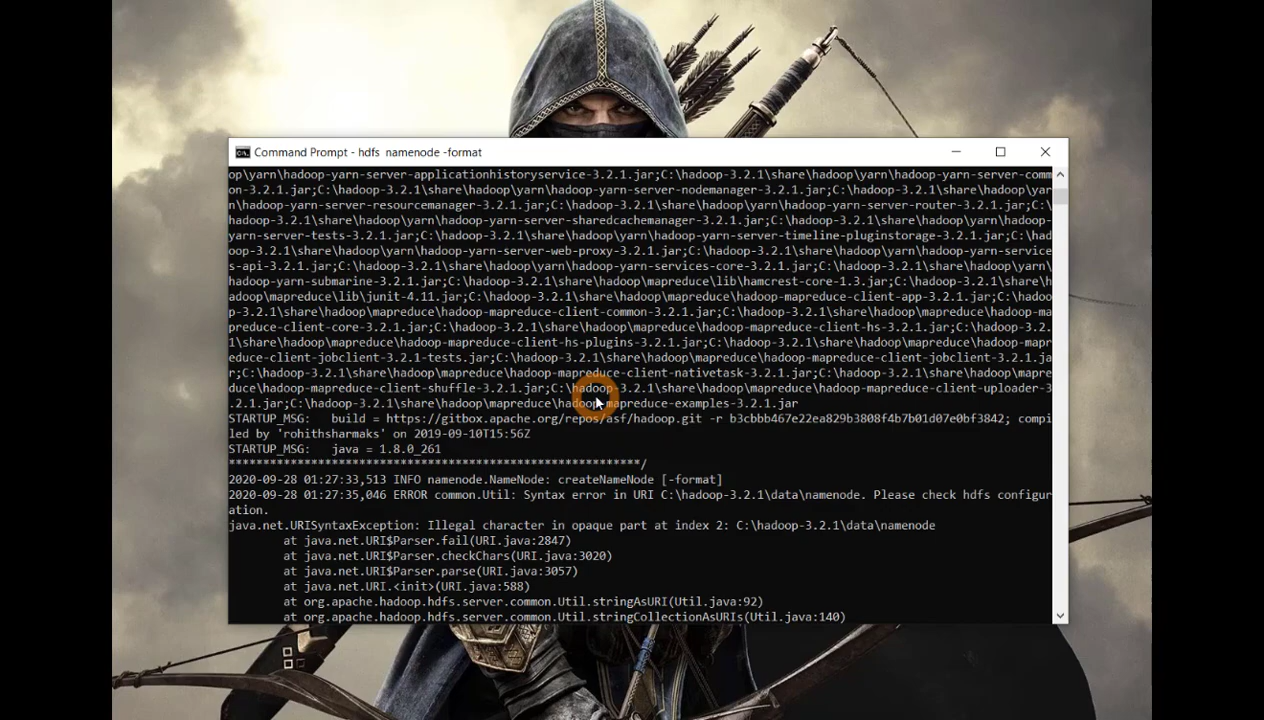 Command Prompt - hdfs  namenode -format
op\yarn\hadoop-yarn-server-applicationhistoryservice-3.2.1.jar;C:\hadoop-3.2.1\share\hadoop\yarn\hadoop-yarn-server-comm
on-3.2.1.jar;C:\hadoop-3.2.1\share\hadoop\yarn\hadoop-yarn-server-nodemanager-3.2.1.jar;C:\hadoop-3.2.1\share\hadoop\yar
n\hadoop-yarn-server-resourcemanager-3.2.1.jar;C:\hadoop-3.2.1\share\hadoop\yarn\hadoop-yarn-server-router-3.2.1.jar;C:\
hadoop-3.2.1\share\hadoop\yarn\hadoop-yarn-server-sharedcachemanager-3.2.1.jar;C:\hadoop-3.2.1\share\hadoop\yarn\hadoop-
yarn-server-tests-3.2.1.jar;C:\hadoop-3.2.1\share\hadoop\yarn\hadoop-yarn-server-timeline-pluginstorage-3.2.1.jar;C:\had
oop-3.2.1\share\hadoop\yarn\hadoop-yarn-server-web-proxy-3.2.1.jar;C:\hadoop-3.2.1\share\hadoop\yarn\hadoop-yarn-service
s-api-3.2.1.jar;C:\hadoop-3.2.1\share\hadoop\yarn\hadoop-yarn-services-core-3.2.1.jar;C:\hadoop-3.2.1\share\hadoop\yarn\
hadoop-yarn-submarine-3.2.1.jar;C:\hadoop-3.2.1\share\hadoop\mapreduce\lib\hamcrest-core-1.3.jar;C:\hadoop-3.2.1\share\h
adoop\mapreduce\lib\junit-4.11.jar;C:\hadoop-3.2.1\share\hadoop\mapreduce\hadoop-mapreduce-client-app-3.2.1.jar;C:\hadoo
p-3.2.1\share\hadoop\mapreduce\hadoop-mapreduce-client-common-3.2.1.jar;C:\hadoop-3.2.1\share\hadoop\mapreduce\hadoop-ma
preduce-client-core-3.2.1.jar;C:\hadoop-3.2.1\share\hadoop\mapreduce\hadoop-mapreduce-client-hs-3.2.1.jar;C:\hadoop-3.2.
1\share\hadoop\mapreduce\hadoop-mapreduce-client-hs-plugins-3.2.1.jar;C:\hadoop-3.2.1\share\hadoop\mapreduce\hadoop-mapr
educe-client-jobclient-3.2.1-tests.jar;C:\hadoop-3.2.1\share\hadoop\mapreduce\hadoop-mapreduce-client-jobclient-3.2.1.ja
r;C:\hadoop-3.2.1\share\hadoop\mapreduce\hadoop-mapreduce-client-nativetask-3.2.1.jar;C:\hadoop-3.2.1\share\hadoop\mapre
duce\hadoop-mapreduce-client-shuffle-3.2.1.jar;C:\hadoop-3.2.1\share\hadoop\mapreduce\hadoop-mapreduce-client-uploader-3
.2.1.jar;C:\hadoop-3.2.1\share\hadoop\mapreduce\hadoop-mapreduce-examples-3.2.1.jar
STARTUP_MSG:   build = https://gitbox.apache.org/repos/asf/hadoop.git -r b3cbbb467e22ea829b3808f4b7b01d07e0bf3842; compi
led by 'rohithsharmaks' on 2019-09-10T15:56Z
STARTUP_MSG:   java = 1.8.0_261
************************************************************/
2020-09-28 01:27:33,513 INFO namenode.NameNode: createNameNode [-format]
2020-09-28 01:27:35,046 ERROR common.Util: Syntax error in URI C:\hadoop-3.2.1\data\namenode. Please check hdfs configur
ation.
java.net.URISyntaxException: Illegal character in opaque part at index 2: C:\hadoop-3.2.1\data\namenode
at java.net.URI$Parser.fail(URI.java:2847)
at java.net.URI$Parser.checkChars(URI.java:3020)
at java.net.URI$Parser.parse(URI.java:3057)
at java.net.URI.<init>(URI.java:588)
at org.apache.hadoop.hdfs.server.common.Util.stringAsURI(Util.java:92)
at org.apache.hadoop.hdfs.server.common.Util.stringCollectionAsURIs(Util.java:140)